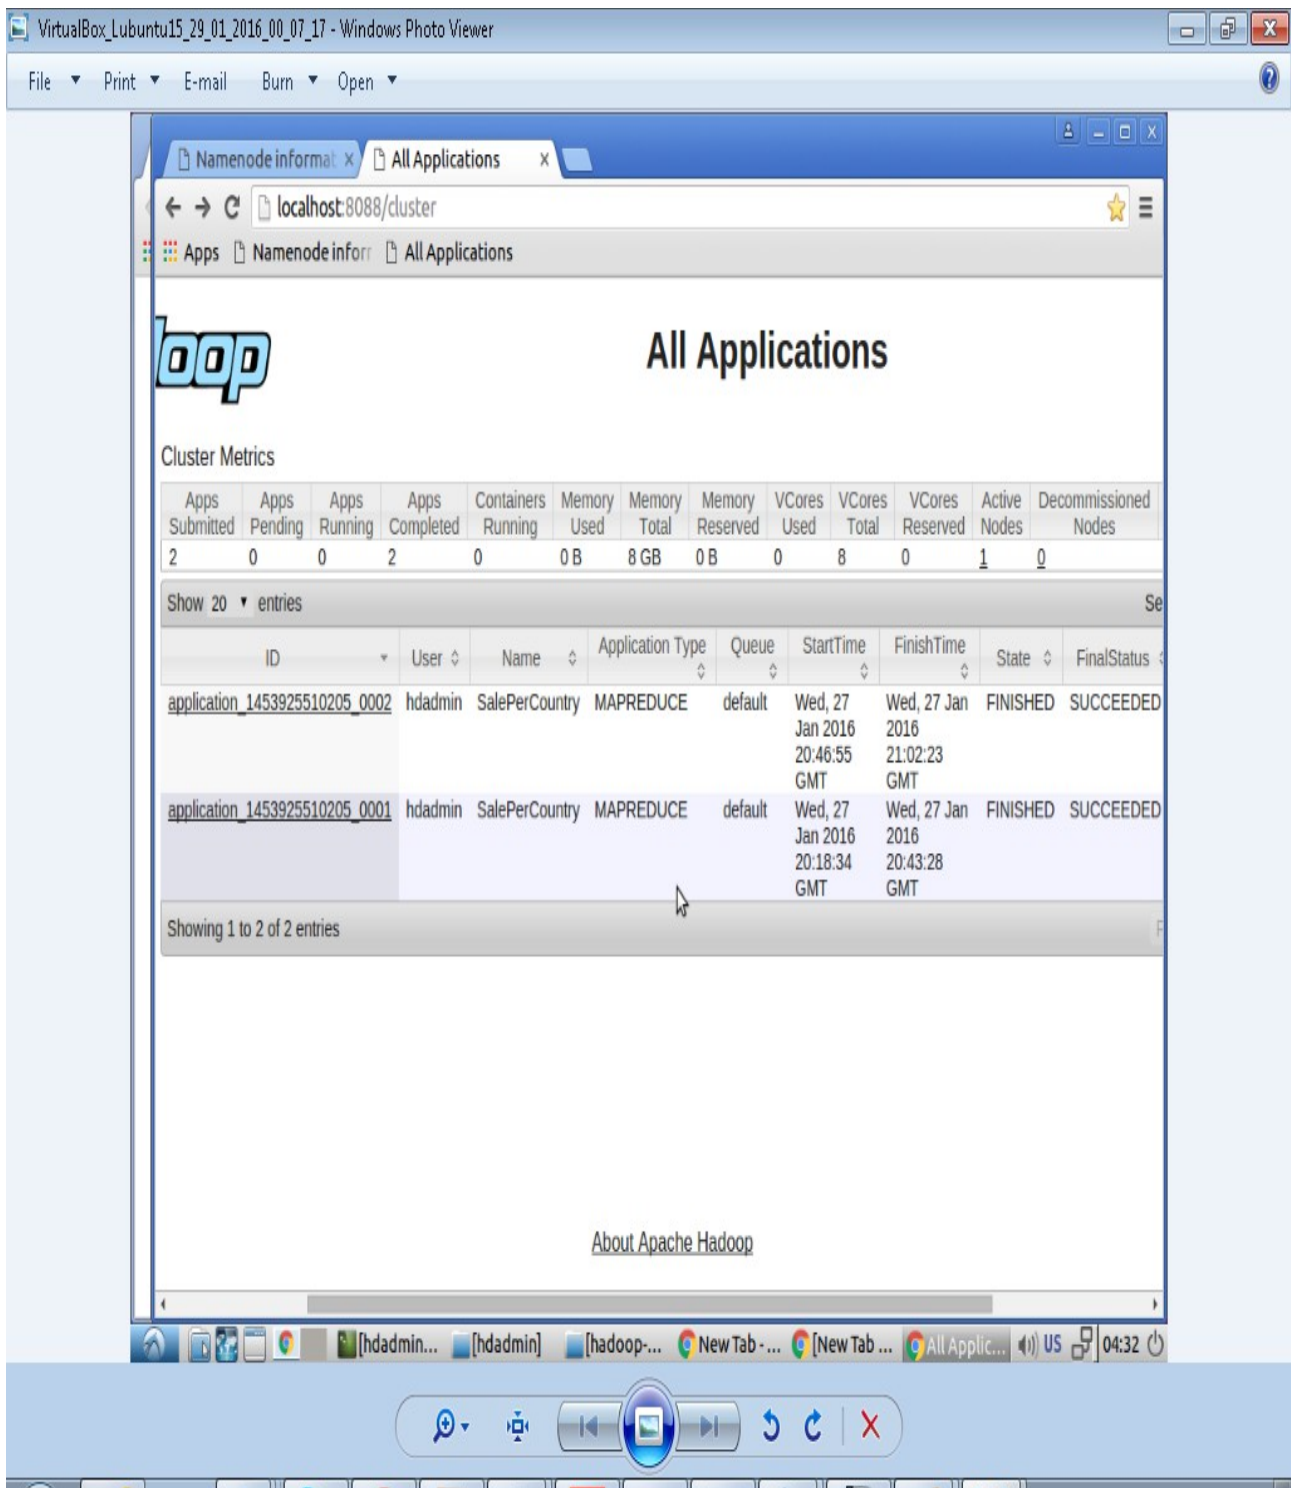 VirtualBox_Lubuntu15_29_01_2016_00_07_17 - Windows Photo Viewer
File Print E-mail Burn Open
Namenode informat All Applications
localhost:8088/cluster
Apps Namenode inforr All Applications
oop
All Applications
Cluster Metrics
Apps Submitted Apps Pending Apps Running Apps Completed Containers Running Memory Used Memory Total Memory Reserved VCores Used VCores Total VCores Reserved Active Nodes Decommissioned Nodes
2 0 0 2 0 0 B 8 GB 0 B 0 8 0 1 0
Show 20 entries Se
ID User Name Application Type Queue StartTime FinishTime State FinalStatus
application_1453925510205_0002 hdadmin SalePerCountry MAPREDUCE default Wed, 27 Jan 2016 20:46:55 GMT Wed, 27 Jan 2016 21:02:23 GMT FINISHED SUCCEEDED
application_1453925510205_0001 hdadmin SalePerCountry MAPREDUCE default Wed, 27 Jan 2016 20:18:34 GMT Wed, 27 Jan 2016 20:43:28 GMT FINISHED SUCCEEDED
Showing 1 to 2 of 2 entries
About Apache Hadoop
[hdadmin... [hdadmin] [hadoop-... New Tab - ... [New Tab ... All Applic... US 04:32